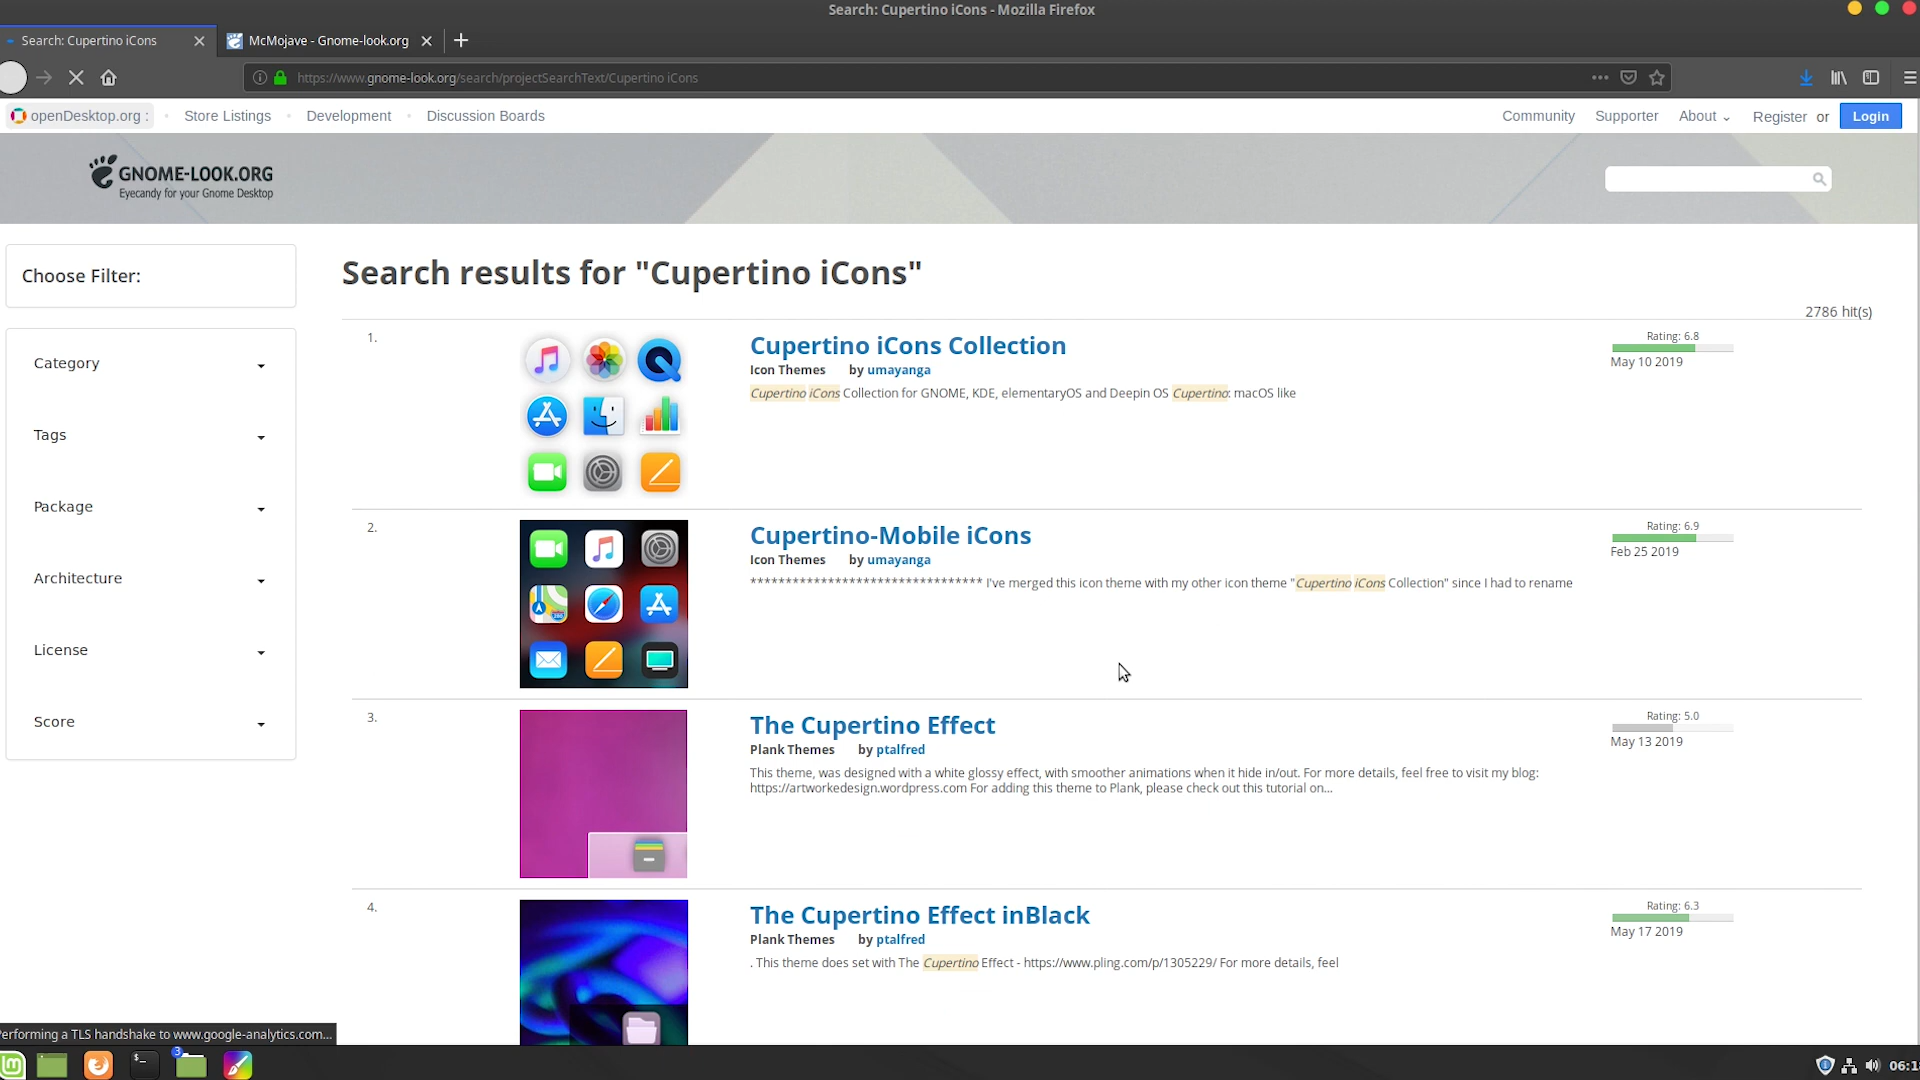 Search: Cupertino iCons - Mozilla Firefox
Search: Cupertino iCons
McMojave - Gnome-look.org
https://www.gnome-look.org/search/projectSearchText/Cupertino iCons
openDesktop.org :
Store Listings
Development
Discussion Boards
Community
Supporter
About
Register or
Login
GNOME-LOOK.ORG
Eyecandy for your Gnome Desktop
Choose Filter:
Category
Tags
Package
Architecture
License
Score
Search results for "Cupertino iCons"
2786 hit(s)
1.
Cupertino iCons Collection
Icon Themes by umayanga
Cupertino iCons Collection for GNOME, KDE, elementaryOS and Deepin OS Cupertino: macOS like
Rating: 6.8
May 10 2019
2.
Cupertino-Mobile iCons
Icon Themes by umayanga
********************************* I've merged this icon theme with my other icon theme "Cupertino iCons Collection" since I had to rename
Rating: 6.9
Feb 25 2019
3.
The Cupertino Effect
Plank Themes by ptalfred
This theme, was designed with a white glossy effect, with smoother animations when it hide in/out. For more details, feel free to visit my blog:
https://artworkedesign.wordpress.com For adding this theme to Plank, please check out this tutorial on...
Rating: 5.0
May 13 2019
4.
The Cupertino Effect inBlack
Plank Themes by ptalfred
. This theme does set with The Cupertino Effect - https://www.pling.com/p/1305229/ For more details, feel
Rating: 6.3
May 17 2019
erforming a TLS handshake to www.google-analytics.com...
3